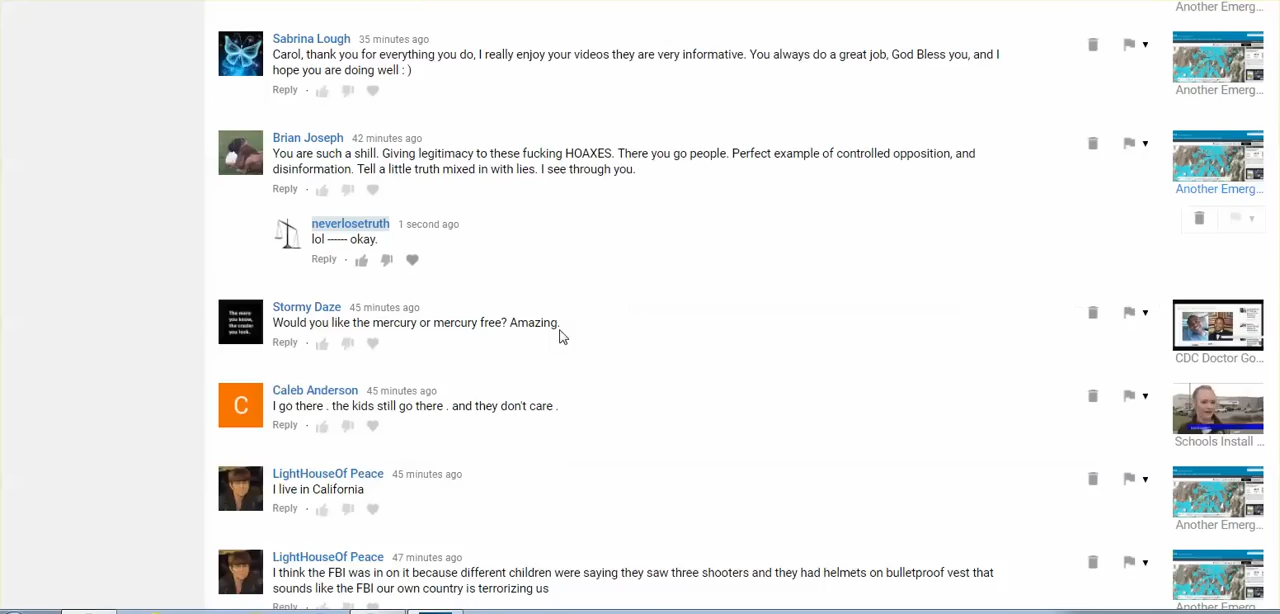 Another Emerg...
Sabrina Lough 35 minutes ago
Carol, thank you for everything you do, I really enjoy your videos they are very informative. You always do a great job, God Bless you, and I
hope you are doing well : )
Reply ·
Another Emerg...
Brian Joseph 42 minutes ago
You are such a shill. Giving legitimacy to these fucking HOAXES. There you go people. Perfect example of controlled opposition, and
disinformation. Tell a little truth mixed in with lies. I see through you.
Reply ·
Another Emerg...
neverlosetruth 1 second ago
lol ------ okay.
Reply ·
The more
you know,
the crazier
you look.
Stormy Daze 45 minutes ago
Would you like the mercury or mercury free? Amazing.
Reply ·
CDC Doctor Go...
C
Caleb Anderson 45 minutes ago
I go there . the kids still go there . and they don't care .
Reply ·
Schools Install ...
LightHouseOf Peace 45 minutes ago
I live in California
Reply ·
Another Emerg...
LightHouseOf Peace 47 minutes ago
I think the FBI was in on it because different children were saying they saw three shooters and they had helmets on bulletproof vest that
sounds like the FBI our own country is terrorizing us
Reply ·
Another Emerg...